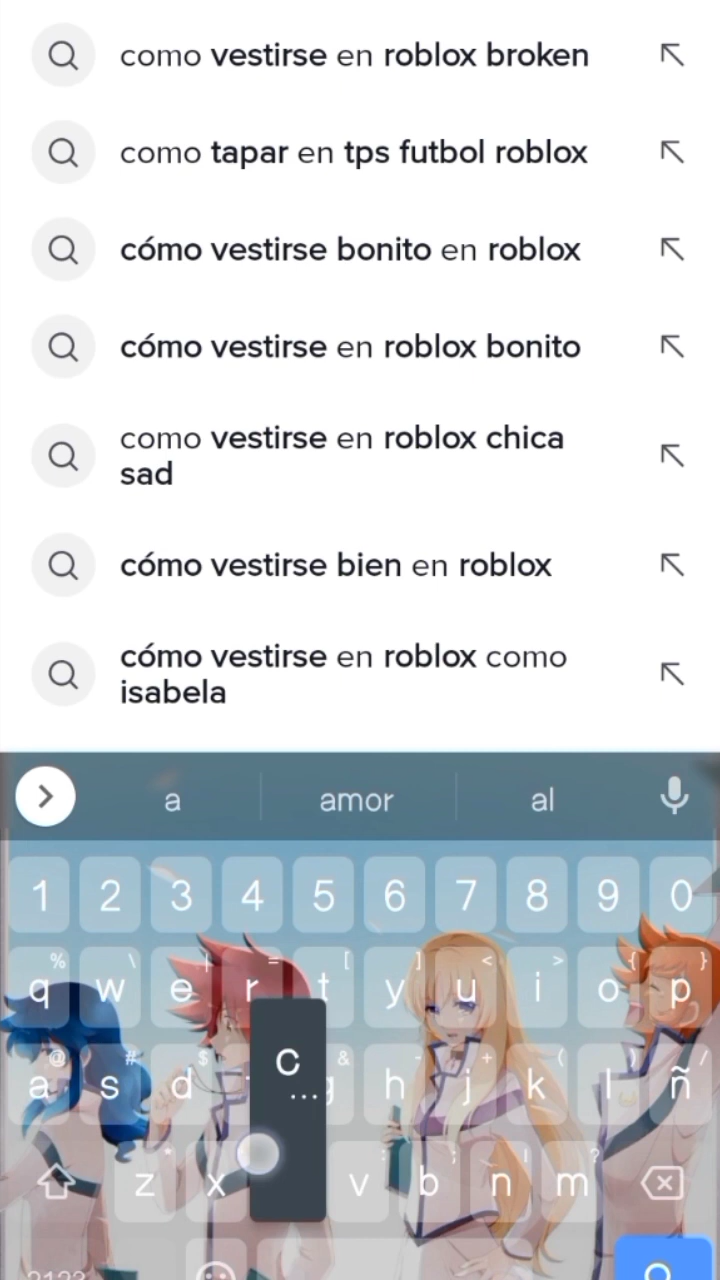 como vestirse en roblox broken
como tapar en tps futbol roblox
cómo vestirse bonito en roblox
cómo vestirse en roblox bonito
como vestirse en roblox chica
sad
cómo vestirse bien en roblox
cómo vestirse en roblox como
isabela
a amor al
1 2 3 4 5 6 7 8 9 0
% \ | = [ ] < > { }
q w e r t y u i o p
@ # $ & - + ( ) /
a s d g h j k l ñ
c
...
* : ; ! ?
z x v b n m